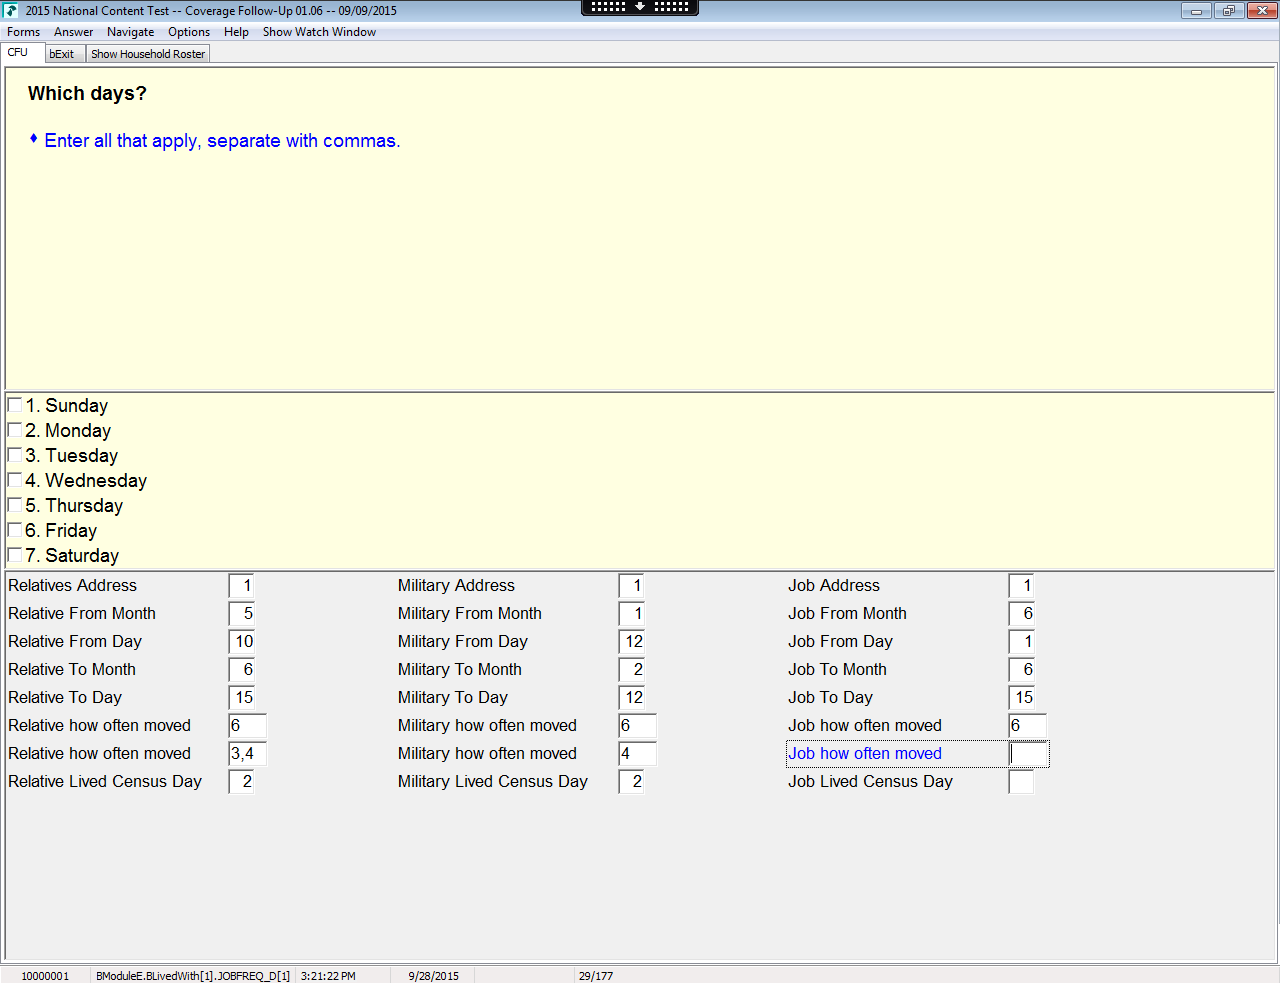 2015 National Content Test -- Coverage Follow-Up 01.06 -- 09/09/2015
Forms Answer Navigate Options Help Show Watch Window
CFU bExit Show Household Roster
Which days?
Enter all that apply, separate with commas.
1. Sunday
2. Monday
3. Tuesday
4. Wednesday
5. Thursday
6. Friday
7. Saturday
Relatives Address 1 Military Address 1 Job Address 1
Relative From Month 5 Military From Month 1 Job From Month 6
Relative From Day 10 Military From Day 12 Job From Day 1
Relative To Month 6 Military To Month 2 Job To Month 6
Relative To Day 15 Military To Day 12 Job To Day 15
Relative how often moved 6 Military how often moved 6 Job how often moved 6
Relative how often moved 3,4 Military how often moved 4 Job how often moved
Relative Lived Census Day 2 Military Lived Census Day 2 Job Lived Census Day
10000001 BModuleE.BLivedWith[1].JOBFREQ_D[1] 3:21:22 PM 9/28/2015 29/177